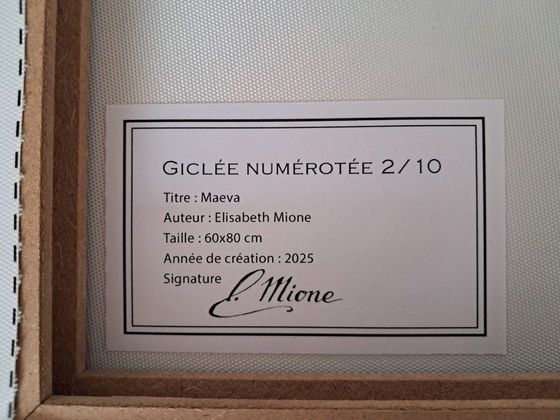 GICLÉE NUMÉROTÉE 2/10
Titre : Maeva
Auteur : Elisabeth Mione
Taille : 60x80 cm
Année de création : 2025
Signature E. Mione